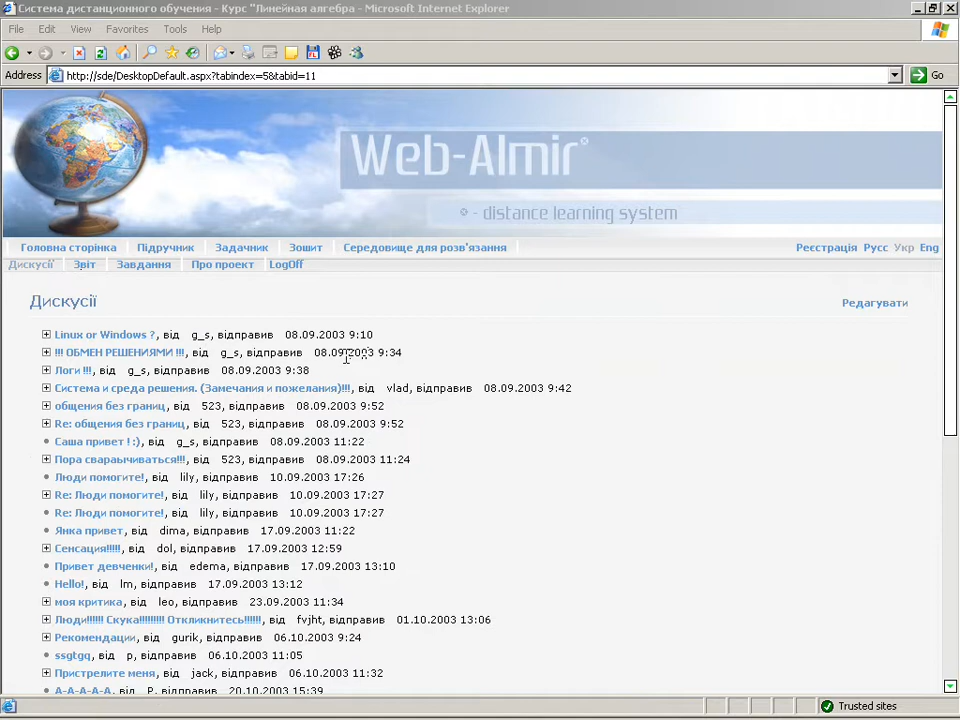 Система дистанционного обучения - Курс "Линейная алгебра - Microsoft Internet Explorer
File Edit View Favorites Tools Help
Address http://sde/DesktopDefault.aspx?tabindex=5&tabid=11 Go
Web-Almir
- distance learning system
Головна сторінка Підручник Задачник Зошит Середовище для розв'язання Реєстрація Русс Укр Eng
Дискусії Звіт Завдання Про проект LogOff
Дискусії Редагувати
Linux or Windows ?, від g_s, відправив 08.09.2003 9:10
!!! ОБМЕН РЕШЕНИЯМИ !!!, від g_s, відправив 08.09.2003 9:34
Логи !!!, від g_s, відправив 08.09.2003 9:38
Система и среда решения. (Замечания и пожелания)!!!, від vlad, відправив 08.09.2003 9:42
общения без границ, від 523, відправив 08.09.2003 9:52
Re: общения без границ, від 523, відправив 08.09.2003 9:52
Саша привет ! :), від g_s, відправив 08.09.2003 11:22
Пора свараычиваться!!!, від 523, відправив 08.09.2003 11:24
Люди помогите!, від lily, відправив 10.09.2003 17:26
Re: Люди помогите!, від lily, відправив 10.09.2003 17:27
Re: Люди помогите!, від lily, відправив 10.09.2003 17:27
Янка привет, від dima, відправив 17.09.2003 11:22
Сенсация!!!!!, від dol, відправив 17.09.2003 12:59
Привет девченки!, від edema, відправив 17.09.2003 13:10
Hello!, від lm, відправив 17.09.2003 13:12
моя критика, від leo, відправив 23.09.2003 11:34
Люди!!!!!! Скука!!!!!!!!! Откликнитесь!!!!!!, від fvjht, відправив 01.10.2003 13:06
Рекомендации, від gurik, відправив 06.10.2003 9:24
ssgtgq, від p, відправив 06.10.2003 11:05
Пристрелите меня, від jack, відправив 06.10.2003 11:32
А-А-А-А-А, від P, відправив 20.10.2003 15:39
Trusted sites